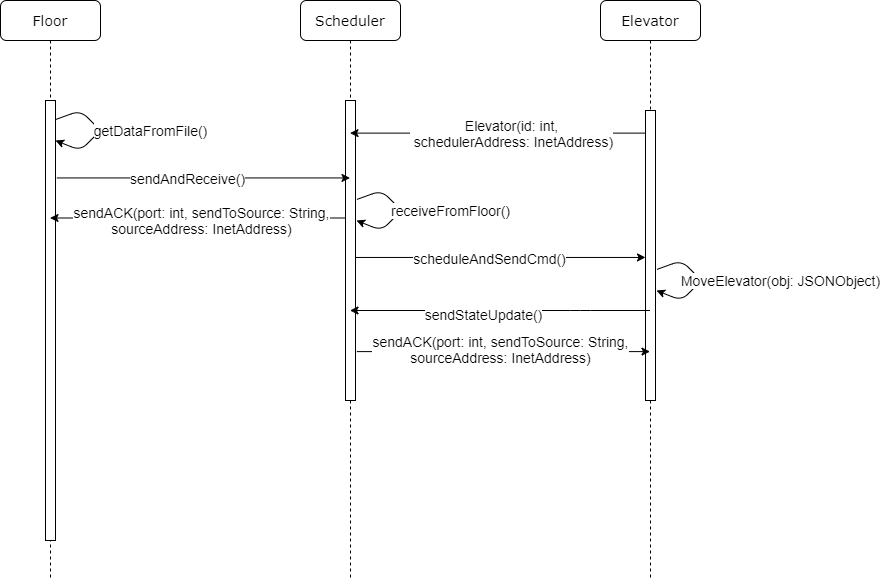 Floor
Scheduler
Elevator
getDataFromFile()
Elevator(id: int,
schedulerAddress: InetAddress)
sendAndReceive()
sendACK(port: int, sendToSource: String,
sourceAddress: InetAddress)
receiveFromFloor()
scheduleAndSendCmd()
MoveElevator(obj: JSONObject)
sendStateUpdate()
sendACK(port: int, sendToSource: String,
sourceAddress: InetAddress)